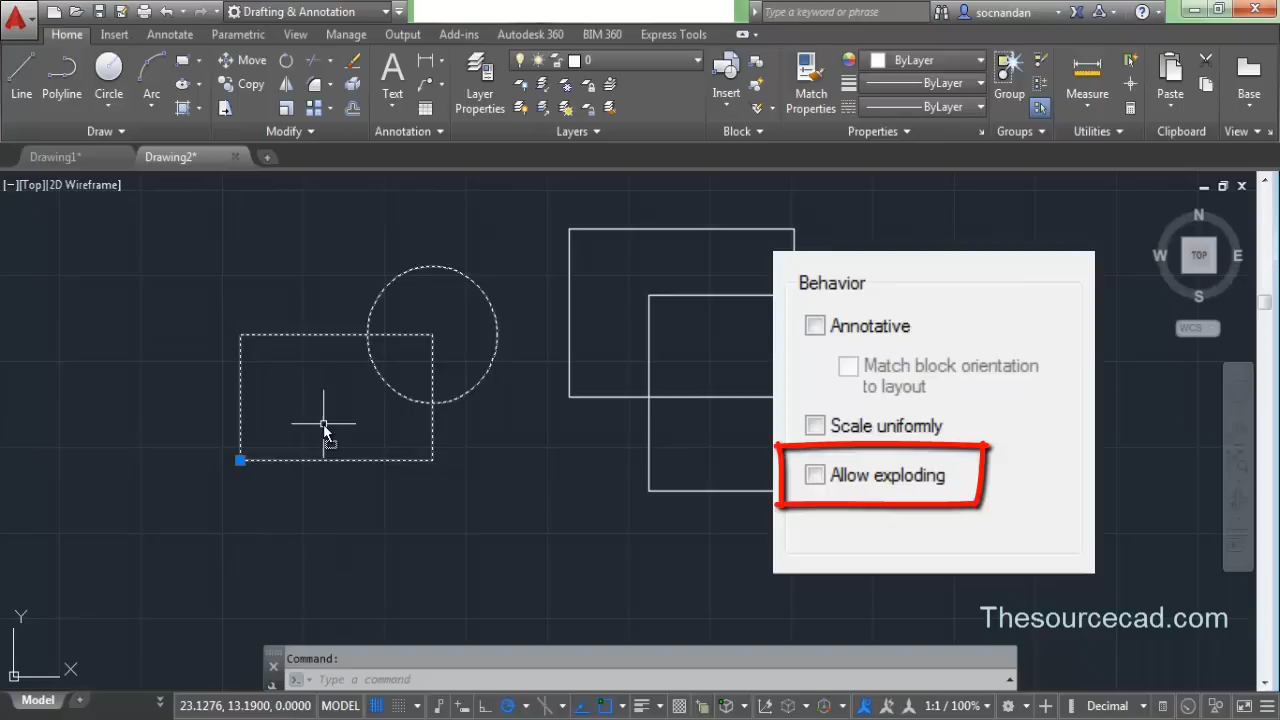 Drafting & Annotation
Type a keyword or phrase
socnandan
Home Insert Annotate Parametric View Manage Output Add-ins Autodesk 360 BIM 360 Express Tools
Line
Polyline
Circle
Arc
Move
Copy
Text
Layer
Properties
0
Insert
Match
Properties
ByLayer
ByLayer
ByLayer
Group
Measure
Paste
Base
Draw Modify Annotation Layers Block Properties Groups Utilities Clipboard View
Drawing1* Drawing2*
[−][Top][2D Wireframe]
N
W TOP E
S
WCS
Behavior
Annotative
Match block orientation
to layout
Scale uniformly
Allow exploding
Thesourcecad.com
Y
X
Command:
Type a command
Model
23.1276, 13.1900, 0.0000 MODEL 1:1 / 100% Decimal